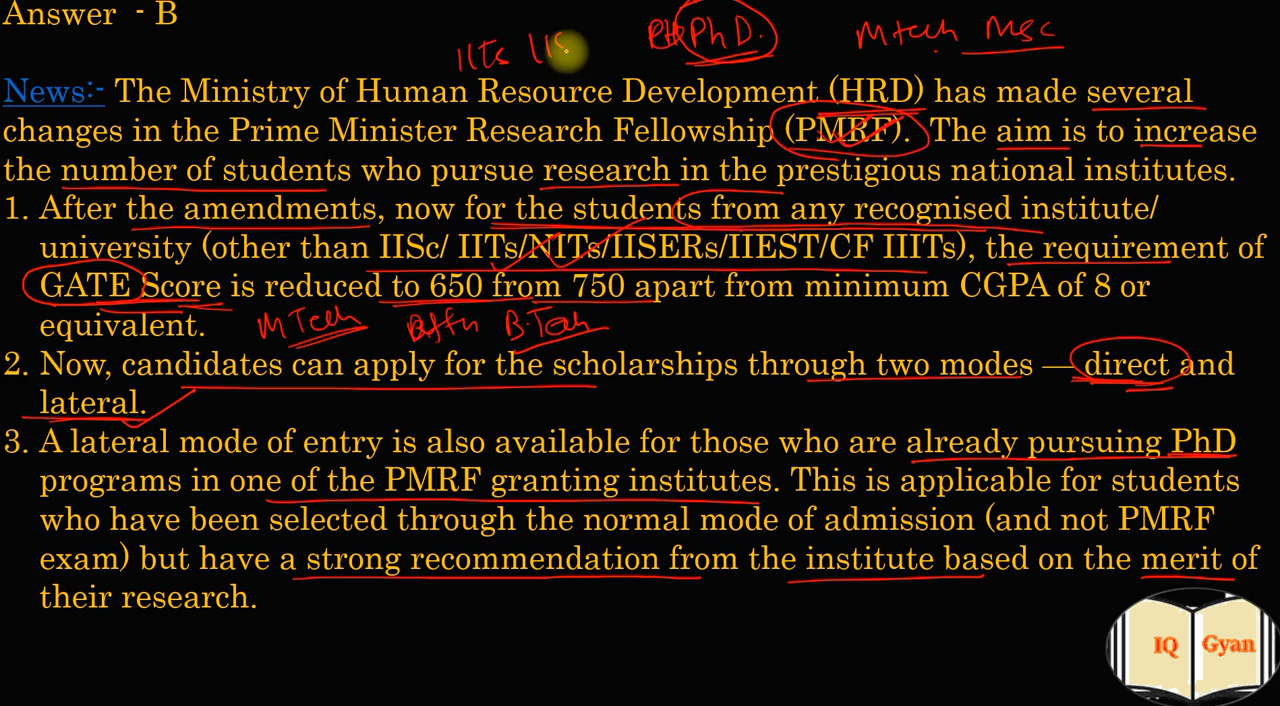 Answer - B
IITs IIS PhD. Mtech Msc
News:- The Ministry of Human Resource Development (HRD) has made several
changes in the Prime Minister Research Fellowship (PMRF). The aim is to increase
the number of students who pursue research in the prestigious national institutes.
1. After the amendments, now for the students from any recognised institute/
university (other than IISc/ IITs/NITs/IISERs/IIEST/CF IIITs), the requirement of
GATE Score is reduced to 650 from 750 apart from minimum CGPA of 8 or
equivalent. M Tech B.Tech
2. Now, candidates can apply for the scholarships through two modes — direct and
lateral.
3. A lateral mode of entry is also available for those who are already pursuing PhD
programs in one of the PMRF granting institutes. This is applicable for students
who have been selected through the normal mode of admission (and not PMRF
exam) but have a strong recommendation from the institute based on the merit of
their research.
IQ Gyan